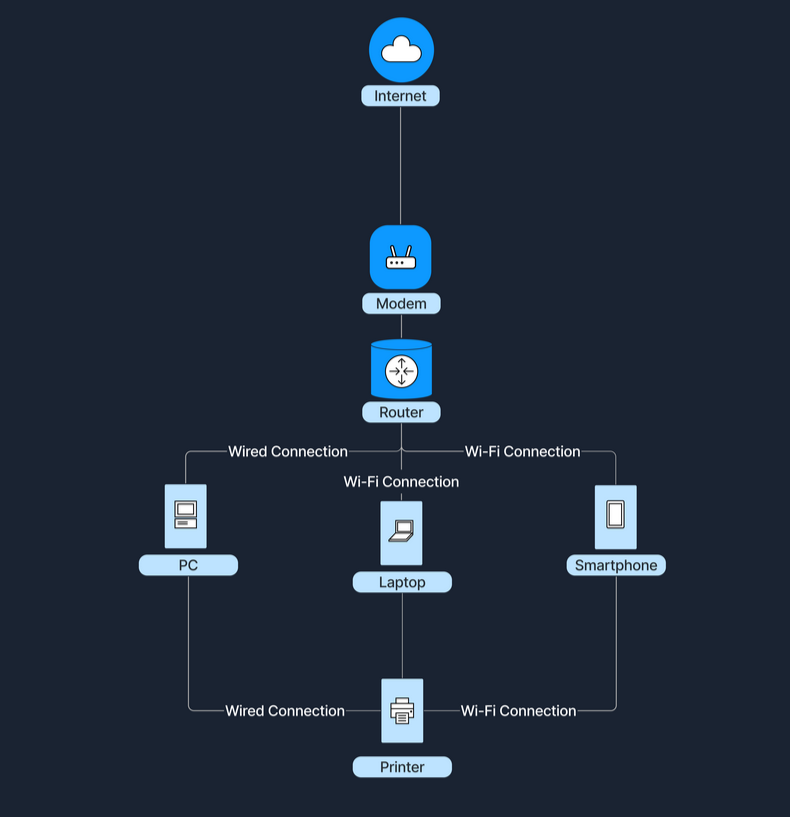 Internet
Modem
Router
Wired Connection
Wi-Fi Connection
Wi-Fi Connection
PC
Laptop
Smartphone
Wired Connection
Wi-Fi Connection
Printer